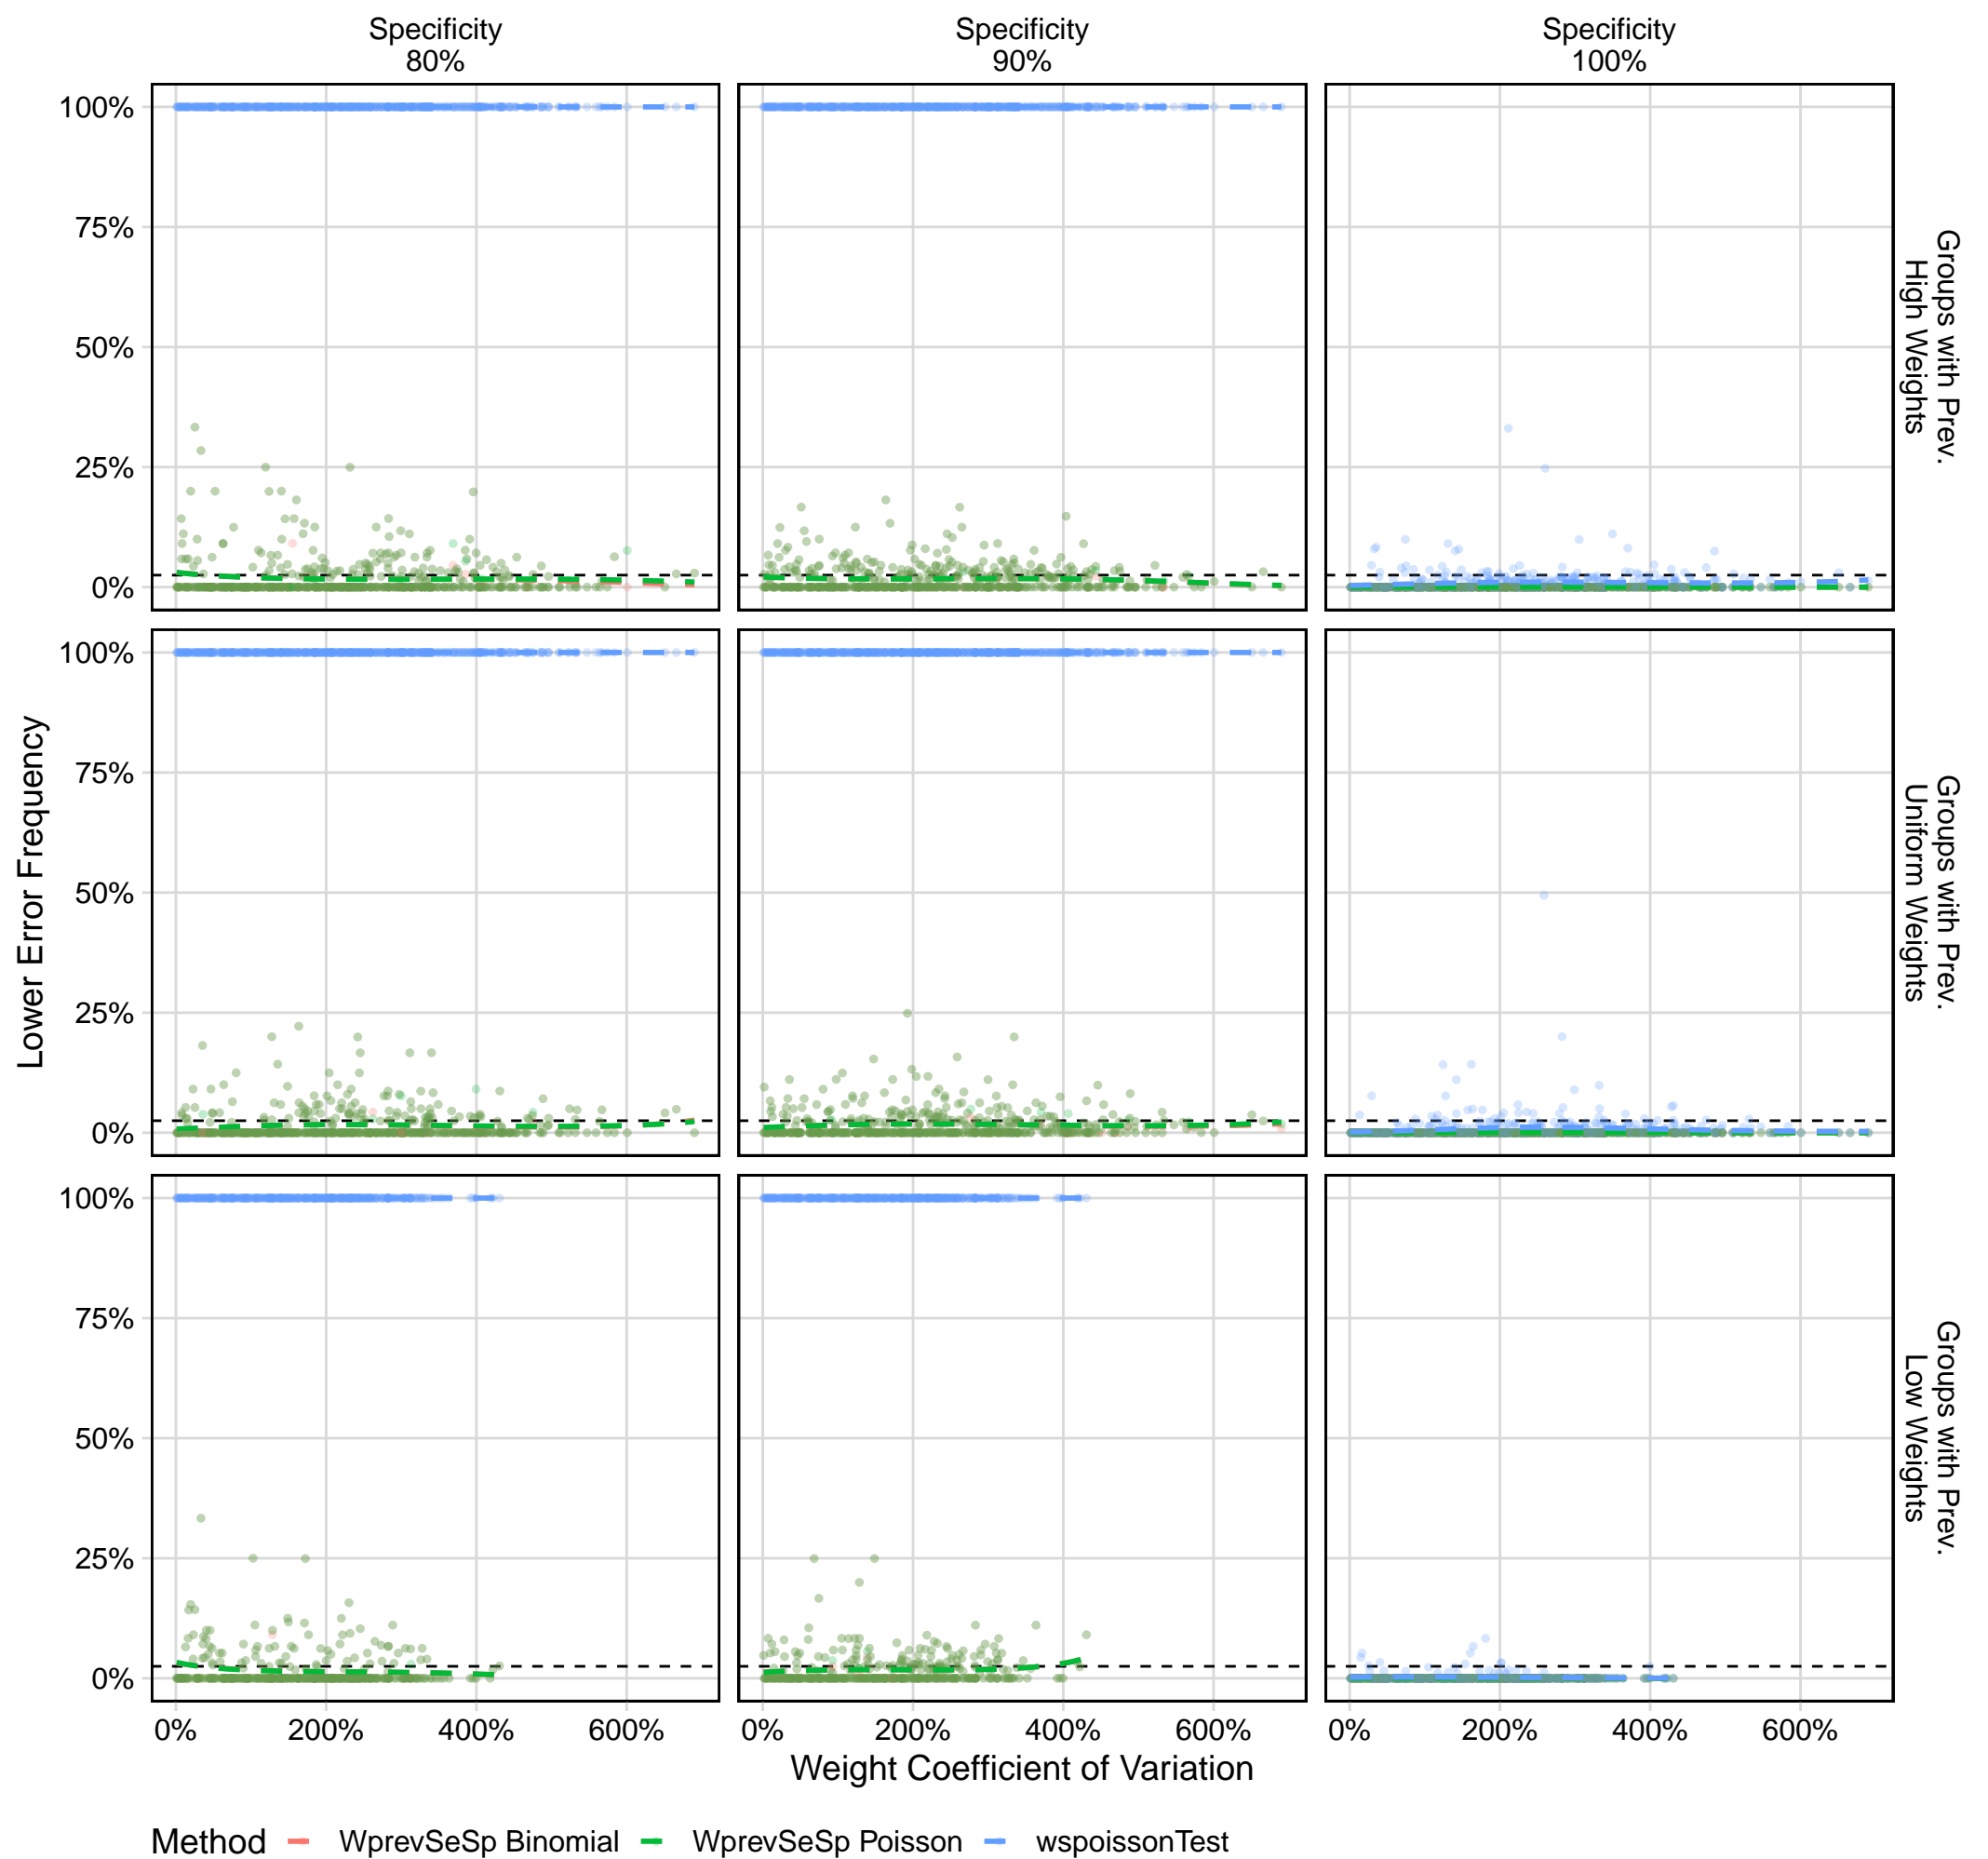 Specificity
80%
Specificity
90%
Specificity
100%
100%
75%
50%
25%
0%
Groups with Prev.
High Weights
100%
75%
50%
25%
0%
Groups with Prev.
Uniform Weights
100%
75%
50%
25%
0%
Groups with Prev.
Low Weights
Lower Error Frequency
0% 200% 400% 600%
0% 200% 400% 600%
0% 200% 400% 600%
Weight Coefficient of Variation
Method WprevSeSp Binomial WprevSeSp Poisson wspoissonTest